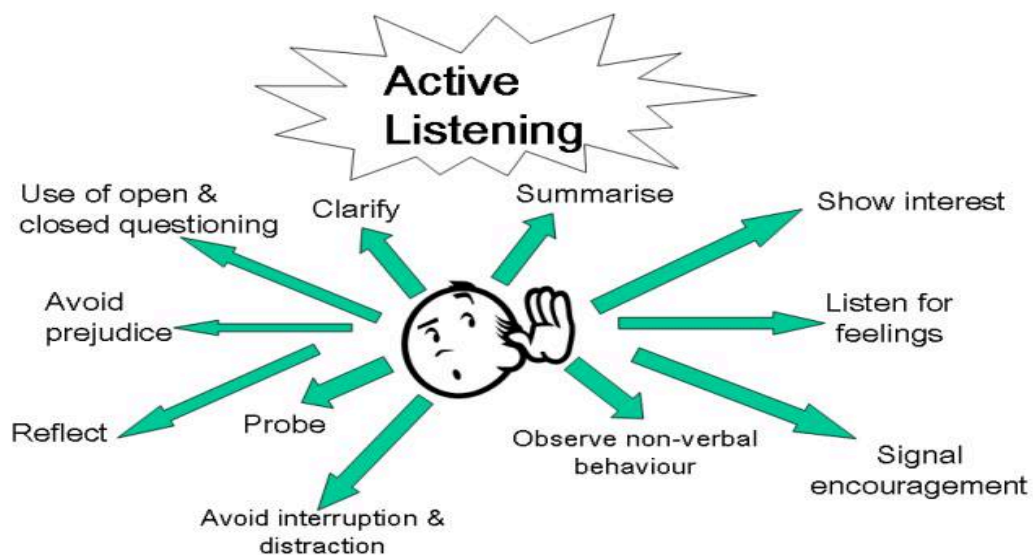 Active
Listening
Use of open &
closed questioning
Clarify
Summarise
Show interest
Avoid
prejudice
Listen for
feelings
Reflect
Probe
Observe non-verbal
behaviour
Signal
encouragement
Avoid interruption &
distraction